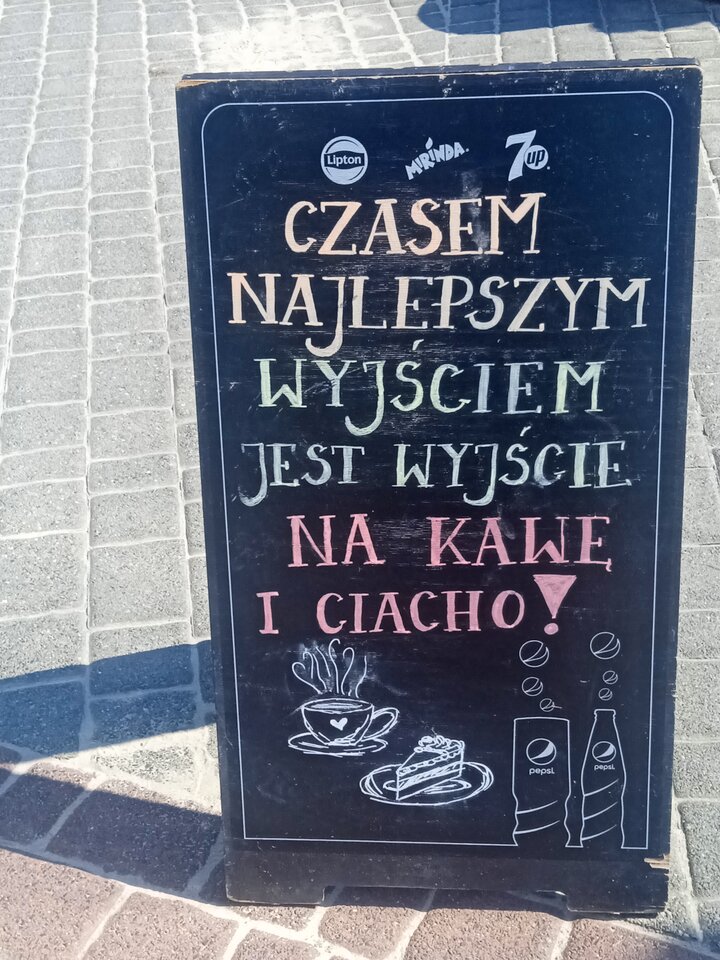 Lipton MIRINDA 7up
CZASEM
NAJLEPSZYM
WYJŚCIEM
JEST WYJŚCIE
NA KAWĘ
I CIACHO!
pepsi pepsi